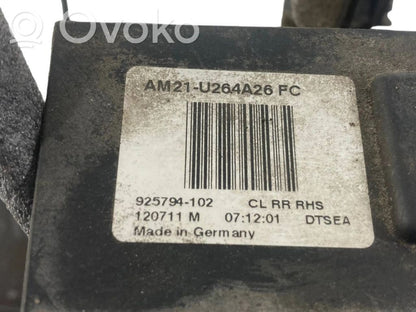 Ovoko
AM21-U264A26 FC
925794-102 CL RR RHS
120711 M 07:12:01 DTSEA
Made in Germany